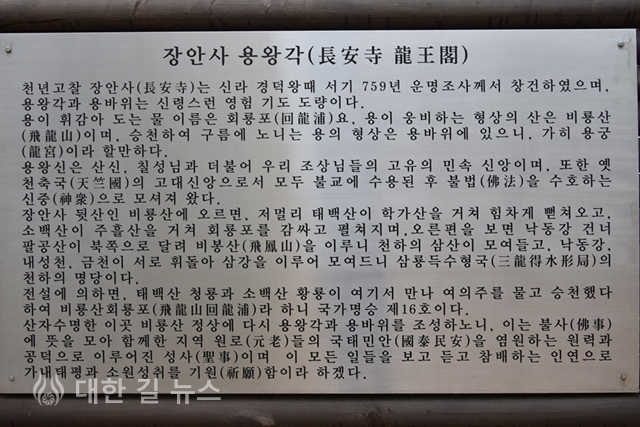 장안사 용왕각(長安寺 龍王閣)
천년고찰 장안사(長安寺)는 신라 경덕왕때 서기 759년 운명조사께서 창건하였으며,
용왕각과 용바위는 신령스런 영험 기도 도량이다.
용이 휘감아 도는 물 이름은 회룡포(回龍浦)요, 용이 웅비하는 형상의 산은 비룡산
(飛龍山)이며, 승천하여 구름에 노니는 용의 형상은 용바위에 있으니, 가히 용궁
(龍宮)이라 할만하다.
용왕신은 산신, 칠성님과 더불어 우리 조상님들의 고유의 민속 신앙이며, 또한 옛
천축국(天竺國)의 고대신앙으로서 모두 불교에 수용된 후 불법(佛法)을 수호하는
신중(神衆)으로 모셔져 왔다.
장안사 뒷산인 비룡산에 오르면, 저멀리 태백산이 학가산을 거쳐 힘차게 뻗쳐오고,
소백산이 주흘산을 거쳐 회룡포를 감싸고 펼쳐지며,오른편을 보면 낙동강 건너
팔공산이 북쪽으로 달려 비봉산(飛鳳山)을 이루니 천하의 삼산이 모여들고, 낙동강,
내성천, 금천이 서로 휘돌아 삼강을 이루어 모여드니 삼룡득수형국(三龍得水形局)의
천하의 명당이다.
전설에 의하면, 태백산 청룡과 소백산 황룡이 여기서 만나 여의주를 물고 승천했다
하여 비룡산회룡포(飛龍山回龍浦)라 하니 국가명승 제16호이다.
산자수명한 이곳 비룡산 정상에 다시 용왕각과 용바위를 조성하노니, 이는 불사(佛事)
에 뜻을 모아 함께한 지역 원로(元老)들의 국태민안(國泰民安)을 염원하는 원력과
공덕으로 이루어진 성사(聖事)이며 이 모든 일들을 보고 듣고 참배하는 인연으로
가내태평과 소원성취를 기원(祈願)함이라 하겠다.
대한 길 뉴스